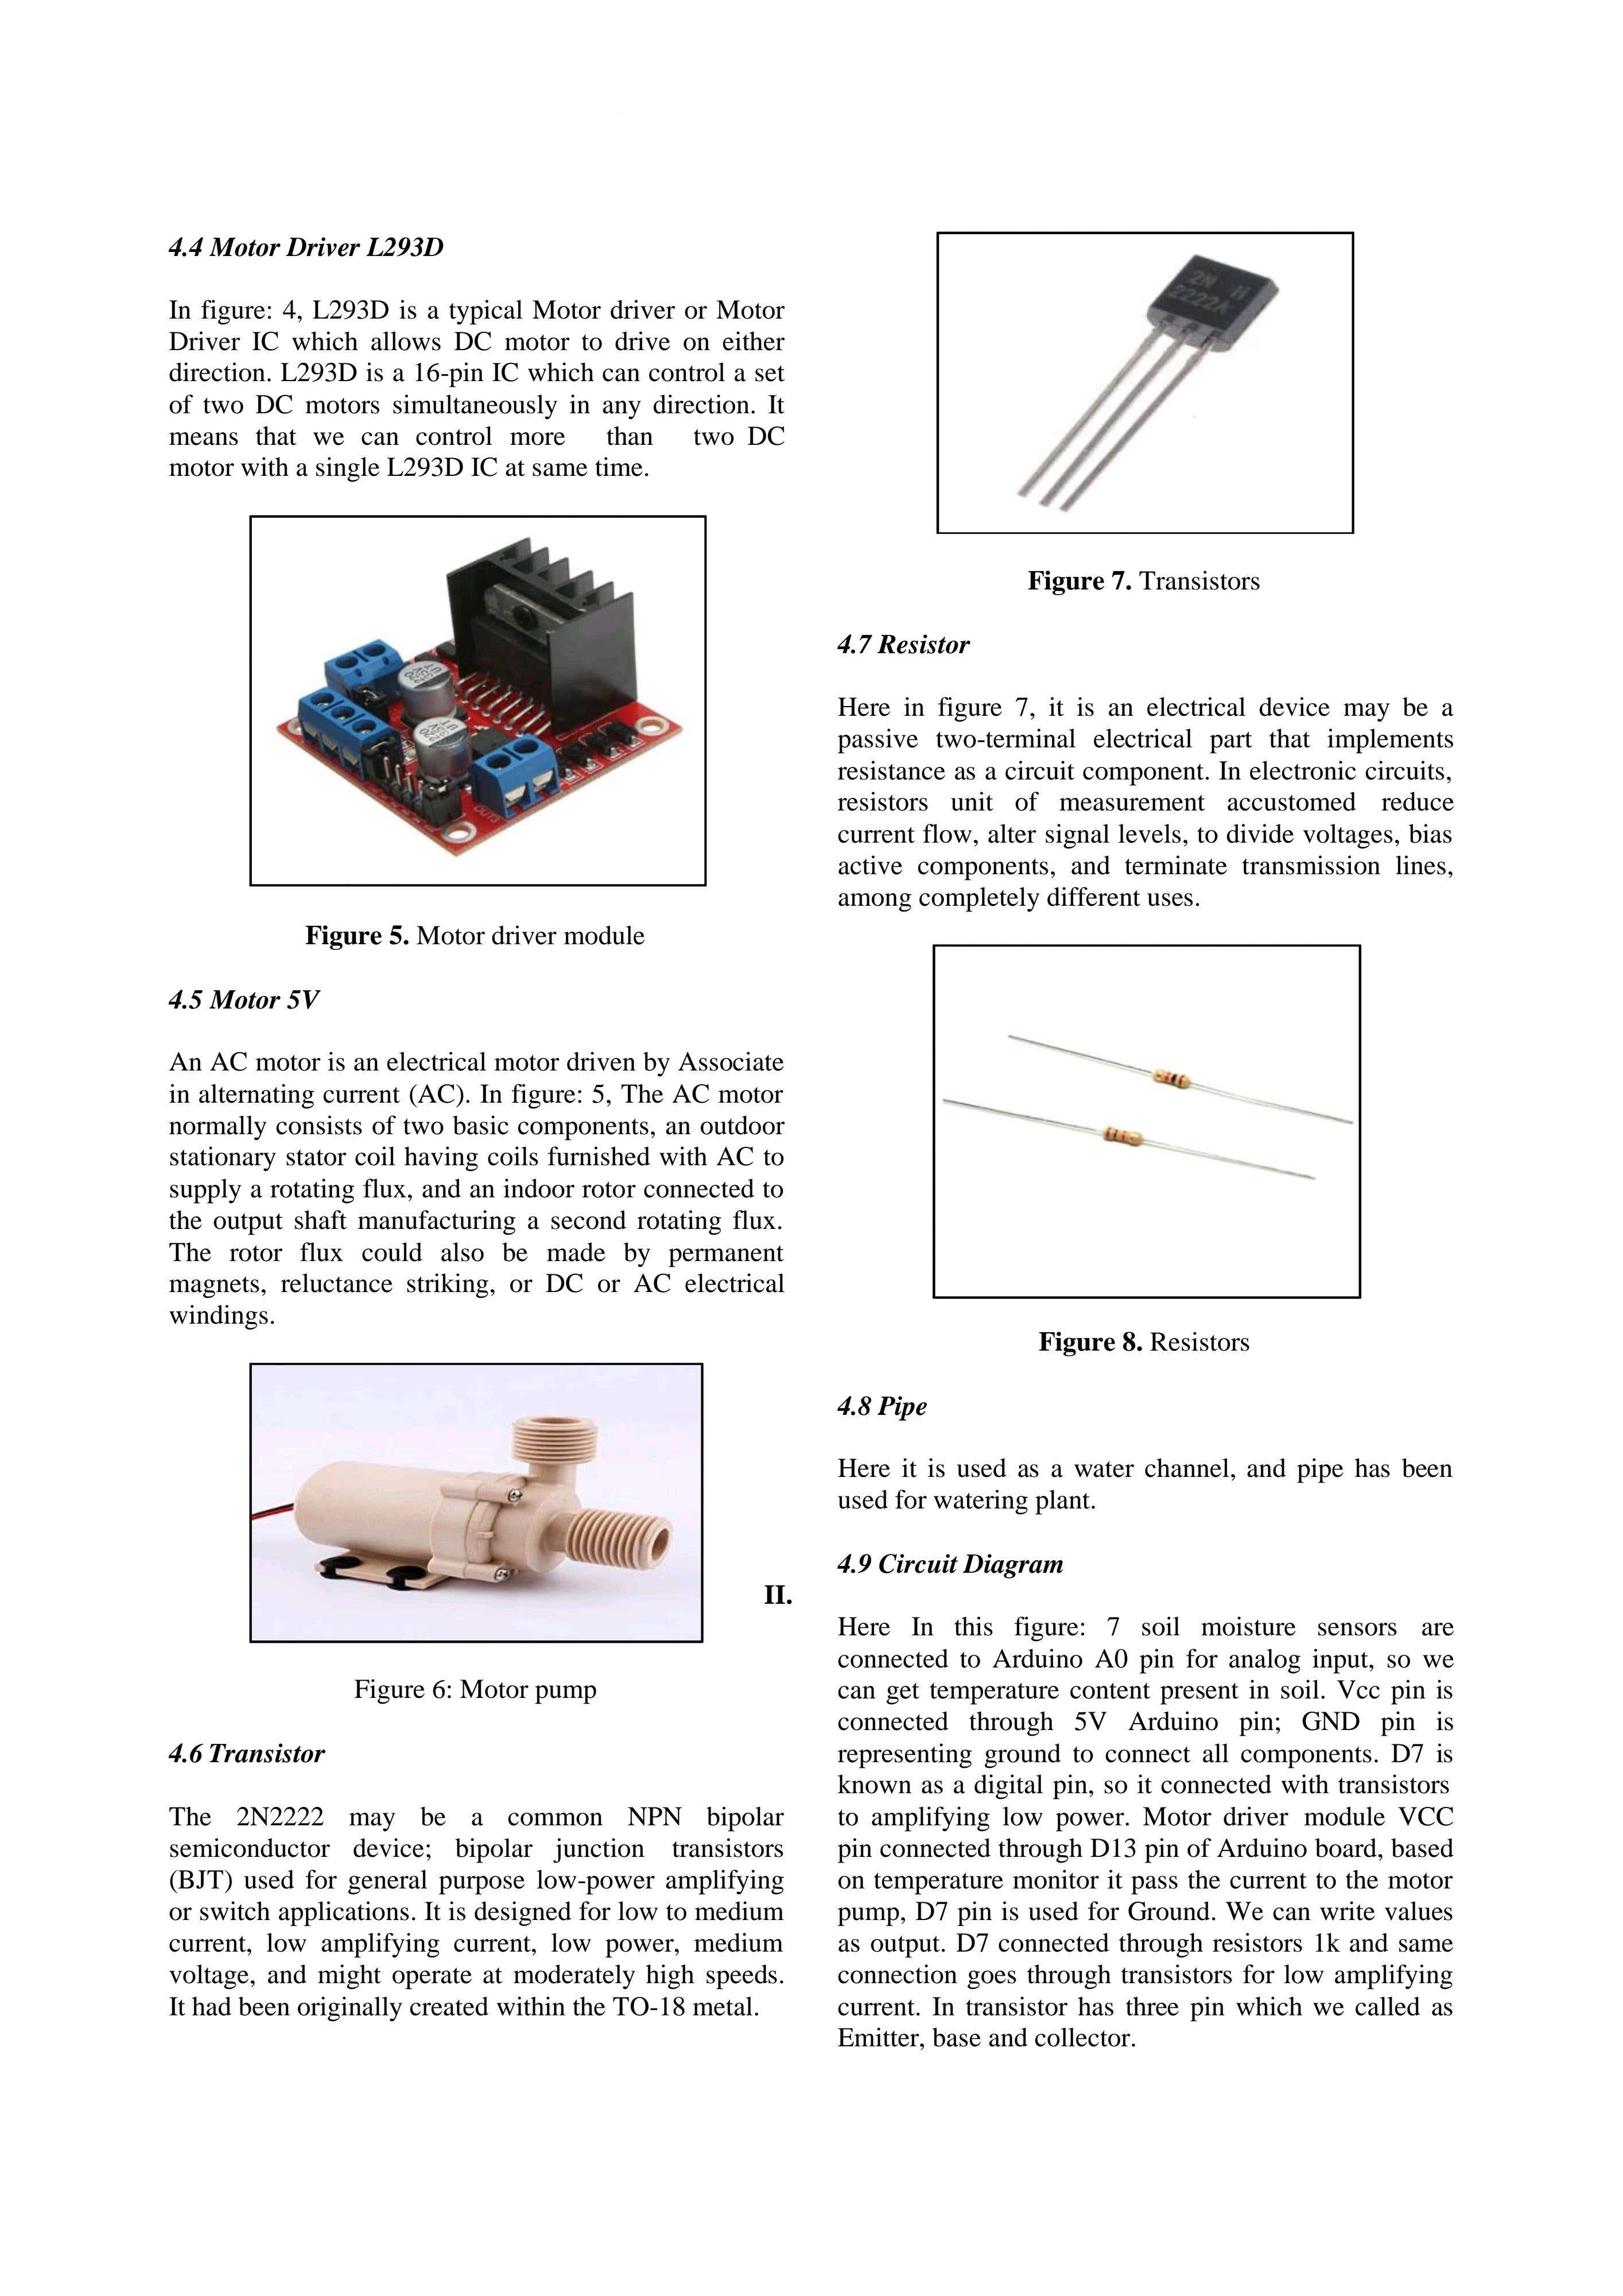 4.4 Motor Driver L293D
In figure: 4, L293D is a typical Motor driver or Motor
Driver IC which allows DC motor to drive on either
direction. L293D is a 16-pin IC which can control a set
of two DC motors simultaneously in any direction. It
means that we can control more than two DC
motor with a single L293D IC at same time.
OUT3
Figure 5. Motor driver module
4.5 Motor 5V
An AC motor is an electrical motor driven by Associate
in alternating current (AC). In figure: 5, The AC motor
normally consists of two basic components, an outdoor
stationary stator coil having coils furnished with AC to
supply a rotating flux, and an indoor rotor connected to
the output shaft manufacturing a second rotating flux.
The rotor flux could also be made by permanent
magnets, reluctance striking, or DC or AC electrical
windings.
Figure 6: Motor pump
4.6 Transistor
The 2N2222 may be a common NPN bipolar
semiconductor device; bipolar junction transistors
(BJT) used for general purpose low-power amplifying
or switch applications. It is designed for low to medium
current, low amplifying current, low power, medium
voltage, and might operate at moderately high speeds.
It had been originally created within the TO-18 metal.
2N H
2222A
Figure 7. Transistors
4.7 Resistor
Here in figure 7, it is an electrical device may be a
passive two-terminal electrical part that implements
resistance as a circuit component. In electronic circuits,
resistors unit of measurement accustomed reduce
current flow, alter signal levels, to divide voltages, bias
active components, and terminate transmission lines,
among completely different uses.
Figure 8. Resistors
4.8 Pipe
Here it is used as a water channel, and pipe has been
used for watering plant.
4.9 Circuit Diagram
II.
Here In this figure: 7 soil moisture sensors are
connected to Arduino A0 pin for analog input, so we
can get temperature content present in soil. Vcc pin is
connected through 5V Arduino pin; GND pin is
representing ground to connect all components. D7 is
known as a digital pin, so it connected with transistors
to amplifying low power. Motor driver module VCC
pin connected through D13 pin of Arduino board, based
on temperature monitor it pass the current to the motor
pump, D7 pin is used for Ground. We can write values
as output. D7 connected through resistors 1k and same
connection goes through transistors for low amplifying
current. In transistor has three pin which we called as
Emitter, base and collector.